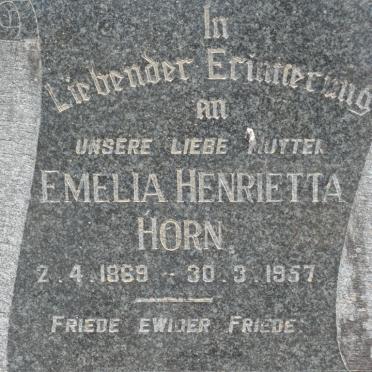 In
Liebender Erinnerung
an
UNSERE LIEBE MUTTER
EMELIA HENRIETTA
HORN.
2.4.1869 - 30.3.1957
FRIEDE EWIGER FRIEDE.